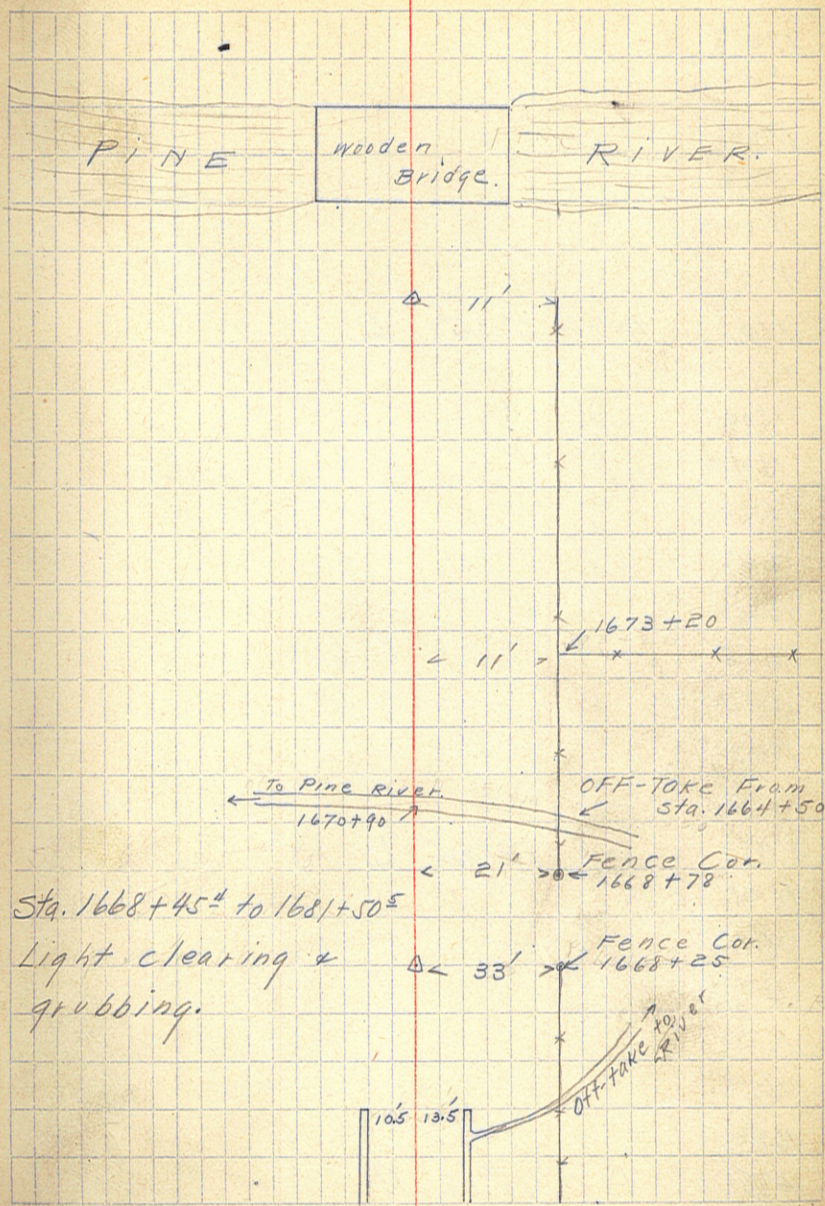 PINE
wooden
Bridge.
RIVER.
11'
1673+20
11'
To Pine River.
1670+90
OFF-Take From
Sta. 1664+50
21'
Fence Cor.
1668+78
Sta. 1668+45⁴ to 1681+50⁵
Light clearing &
grubbing.
33'
Fence Cor.
1668+25
Off-take to
River
10.5' 13.5'